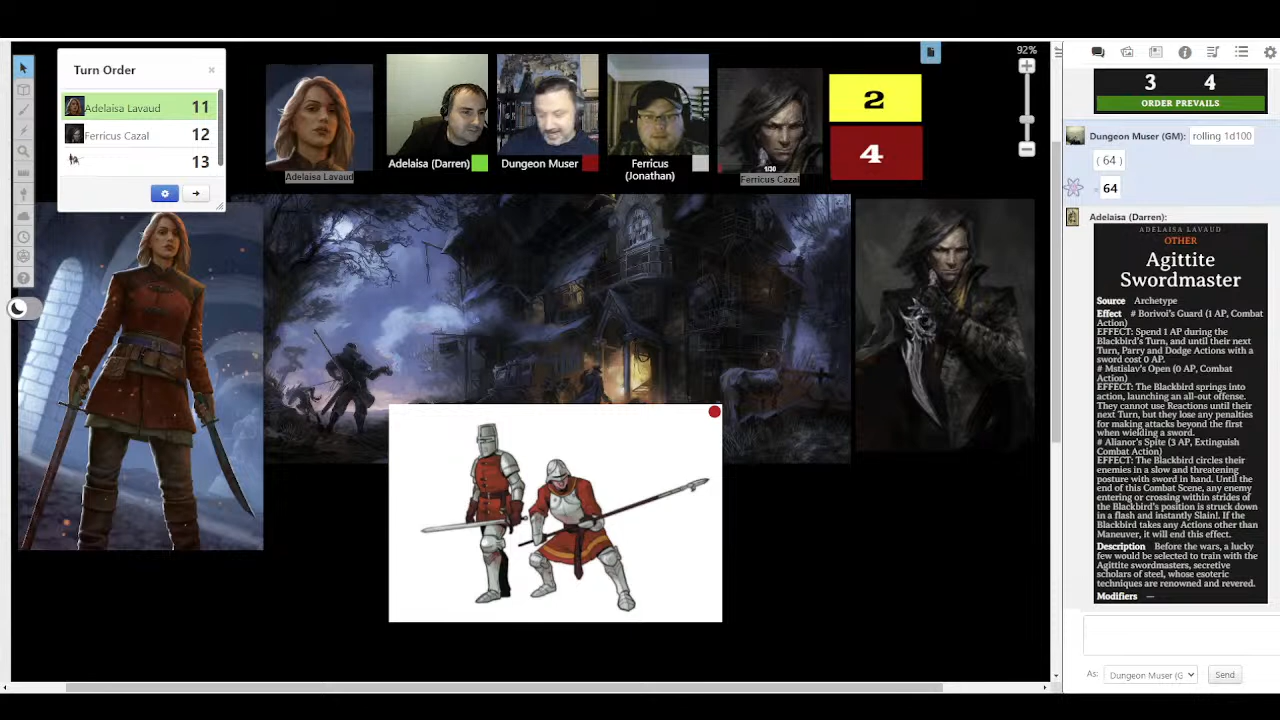 Turn Order
×
Adelaisa Lavaud 11
Ferricus Cazal 12
13
Adelaisa (Darren)
Dungeon Muser
Ferricus
(Jonathan)
Adelaisa Lavaud
1/30
Ferricus Cazal
2
4
92%
3 4
ORDER PREVAILS
Dungeon Muser (GM): rolling 1d100
( 64 )
= 64
Adelaisa (Darren):
ADELAISA LAVAUD
OTHER
Agittite
Swordmaster
Source Archetype
Effect # Borivoi's Guard (1 AP, Combat
Action)
EFFECT: Spend 1 AP during the
Blackbird's Turn, and until their next
Turn, Parry and Dodge Actions with a
sword cost 0 AP.
# Mstislav's Open (0 AP, Combat
Action)
EFFECT: The Blackbird springs into
action, launching an all-out offense.
They cannot use Reactions until their
next Turn, but they lose any penalties
for making attacks beyond the first
when wielding a sword.
# Alianor's Spite (3 AP, Extinguish
Combat Action)
EFFECT: The Blackbird circles their
enemies in a slow and threatening
posture with sword in hand. Until the
end of this Combat Scene, any enemy
entering or crossing within strides of
the Blackbird's position is struck down
in a flash and instantly Slain!. If the
Blackbird takes any Actions other than
Maneuver, it will end this effect.
Description Before the wars, a lucky
few would be selected to train with the
Agittite swordmasters, secretive
scholars of steel, whose esoteric
techniques are renowned and revered.
Modifiers —
As: Dungeon Muser (G
Send